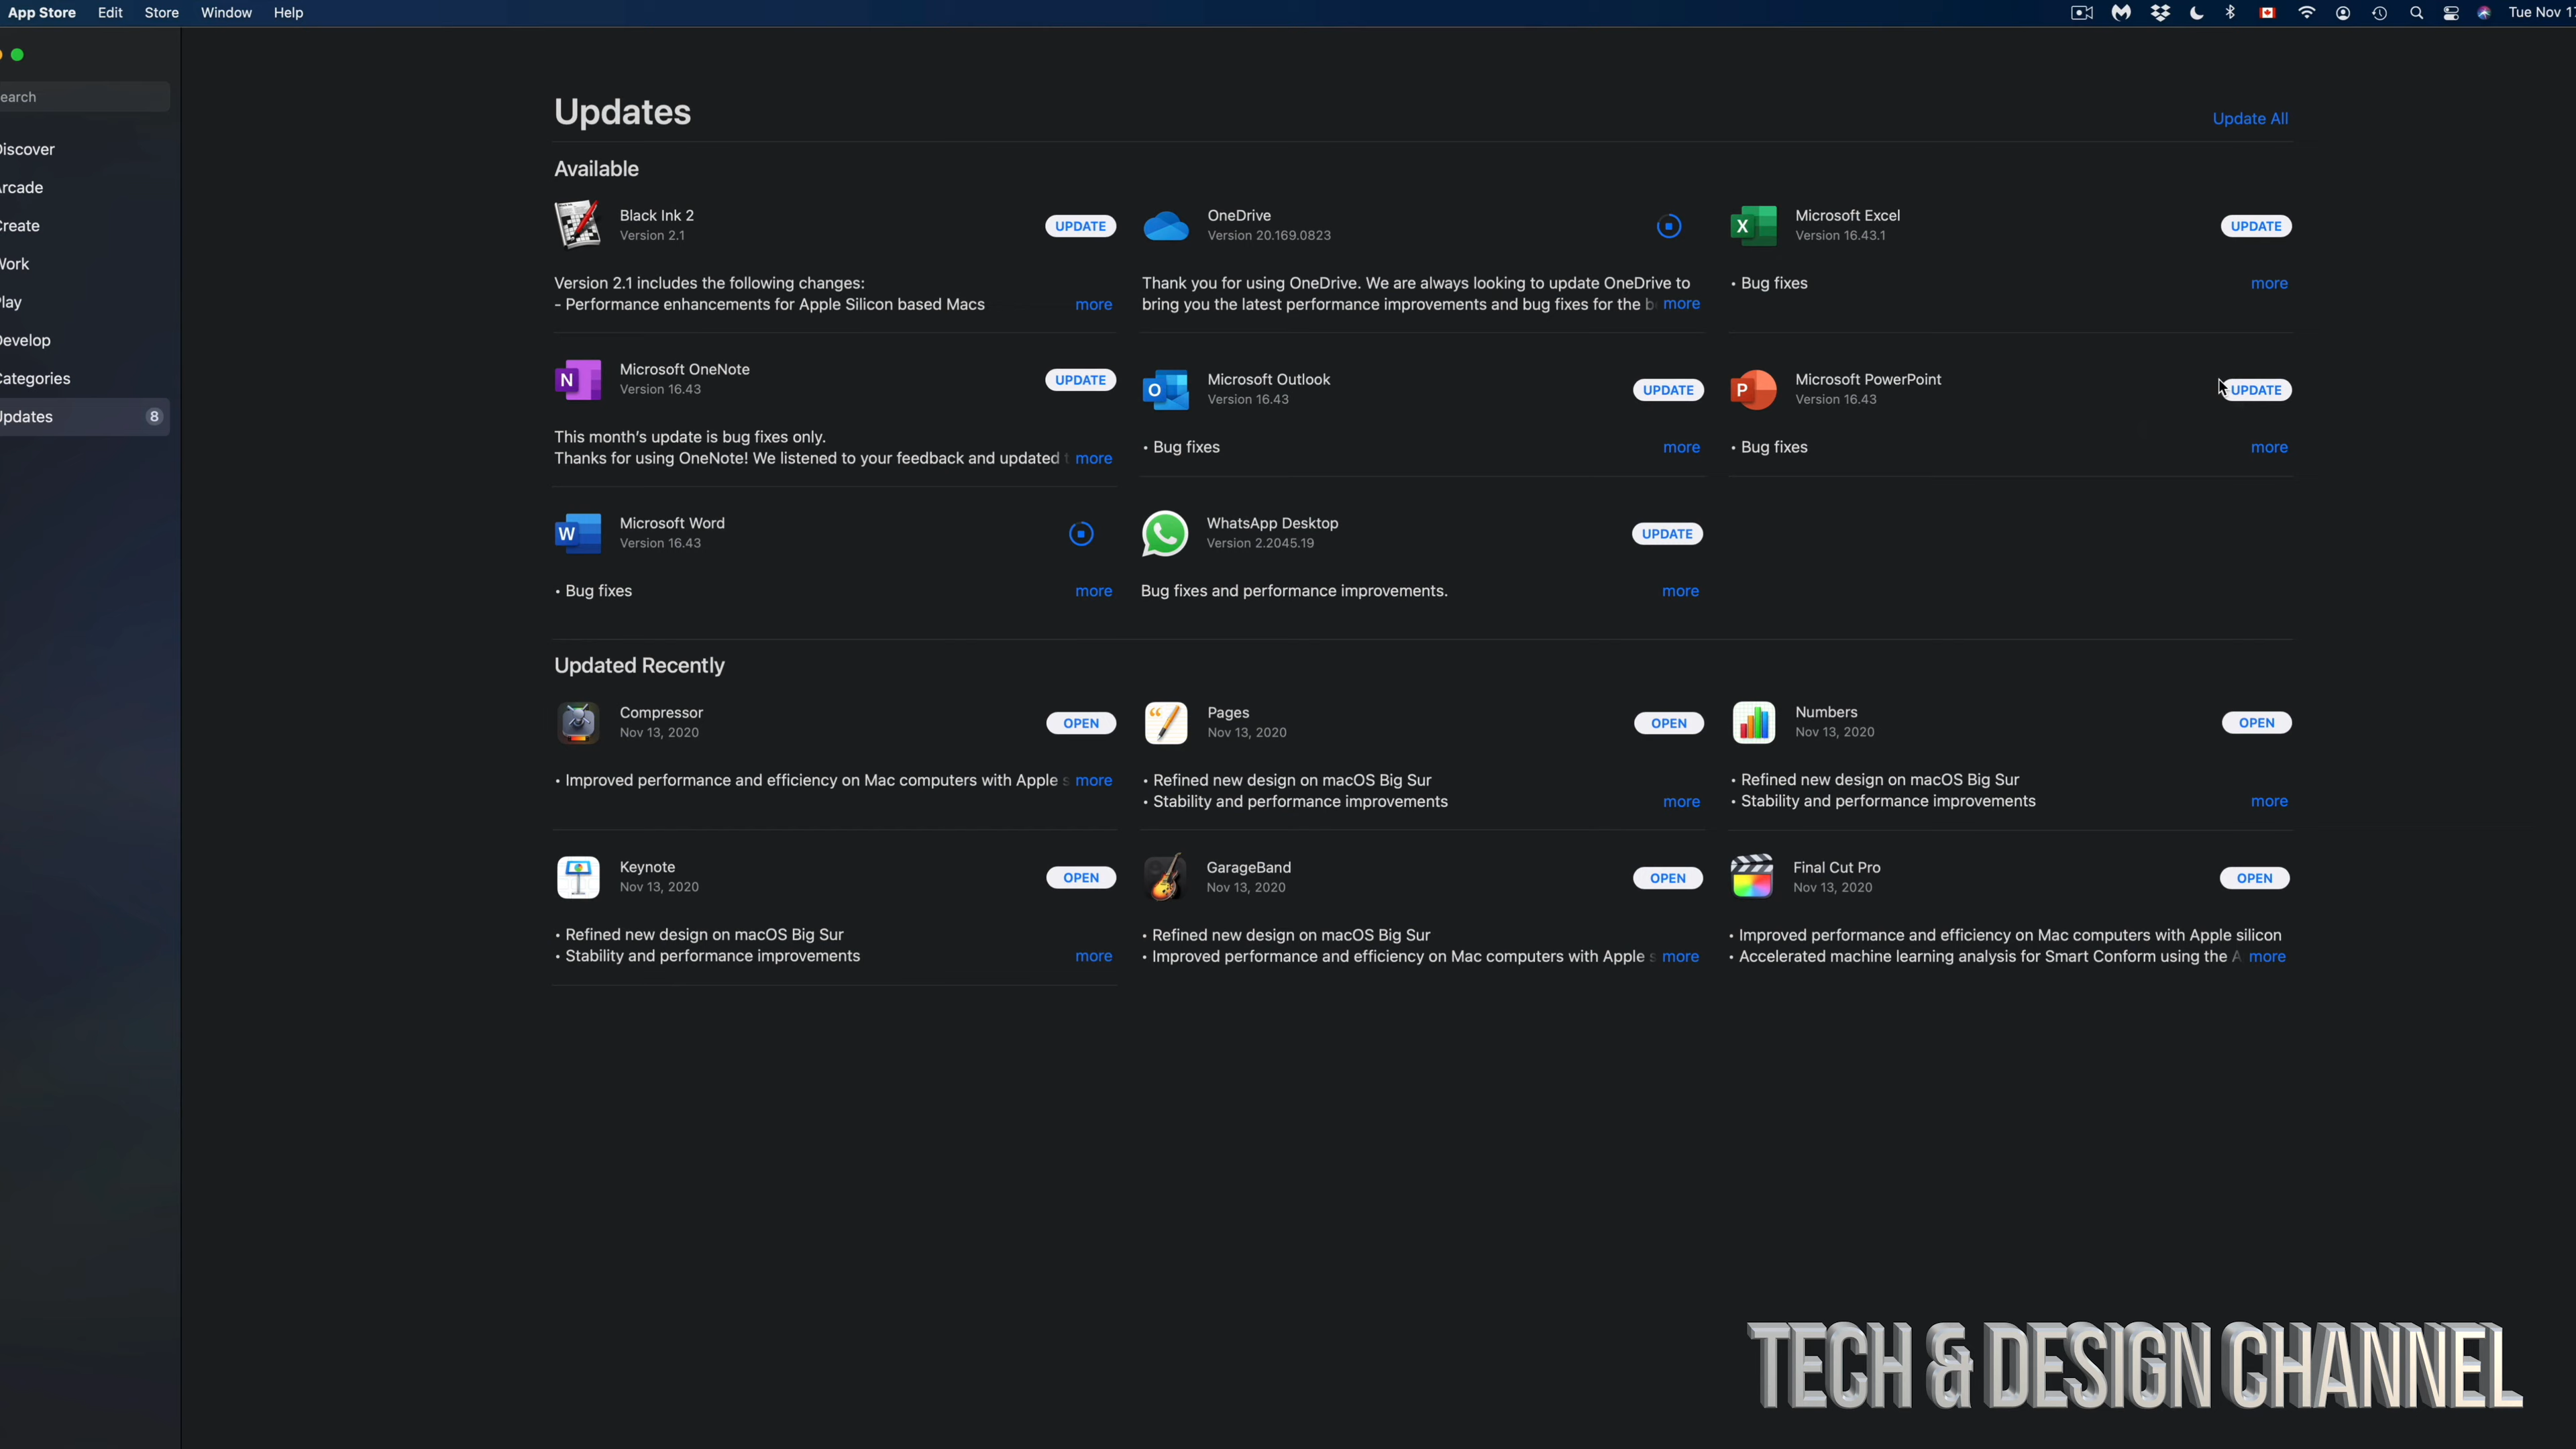 App Store Edit Store Window Help Tue Nov 17
earch
Discover
Arcade
Create
Work
Play
Develop
Categories
Updates 8
Updates
Update All
Available
Black Ink 2
Version 2.1
UPDATE
Version 2.1 includes the following changes:
- Performance enhancements for Apple Silicon based Macs more
OneDrive
Version 20.169.0823
Thank you for using OneDrive. We are always looking to update OneDrive to
bring you the latest performance improvements and bug fixes for the b more
Microsoft Excel
Version 16.43.1
UPDATE
• Bug fixes more
Microsoft OneNote
Version 16.43
UPDATE
This month's update is bug fixes only.
Thanks for using OneNote! We listened to your feedback and updated t more
Microsoft Outlook
Version 16.43
UPDATE
• Bug fixes more
Microsoft PowerPoint
Version 16.43
UPDATE
• Bug fixes more
Microsoft Word
Version 16.43
• Bug fixes more
WhatsApp Desktop
Version 2.2045.19
UPDATE
Bug fixes and performance improvements. more
Updated Recently
Compressor
Nov 13, 2020
OPEN
• Improved performance and efficiency on Mac computers with Apple s more
Pages
Nov 13, 2020
OPEN
• Refined new design on macOS Big Sur
• Stability and performance improvements more
Numbers
Nov 13, 2020
OPEN
• Refined new design on macOS Big Sur
• Stability and performance improvements more
Keynote
Nov 13, 2020
OPEN
• Refined new design on macOS Big Sur
• Stability and performance improvements more
GarageBand
Nov 13, 2020
OPEN
• Refined new design on macOS Big Sur
• Improved performance and efficiency on Mac computers with Apple s more
Final Cut Pro
Nov 13, 2020
OPEN
• Improved performance and efficiency on Mac computers with Apple silicon
• Accelerated machine learning analysis for Smart Conform using the A more
TECH & DESIGN CHANNEL